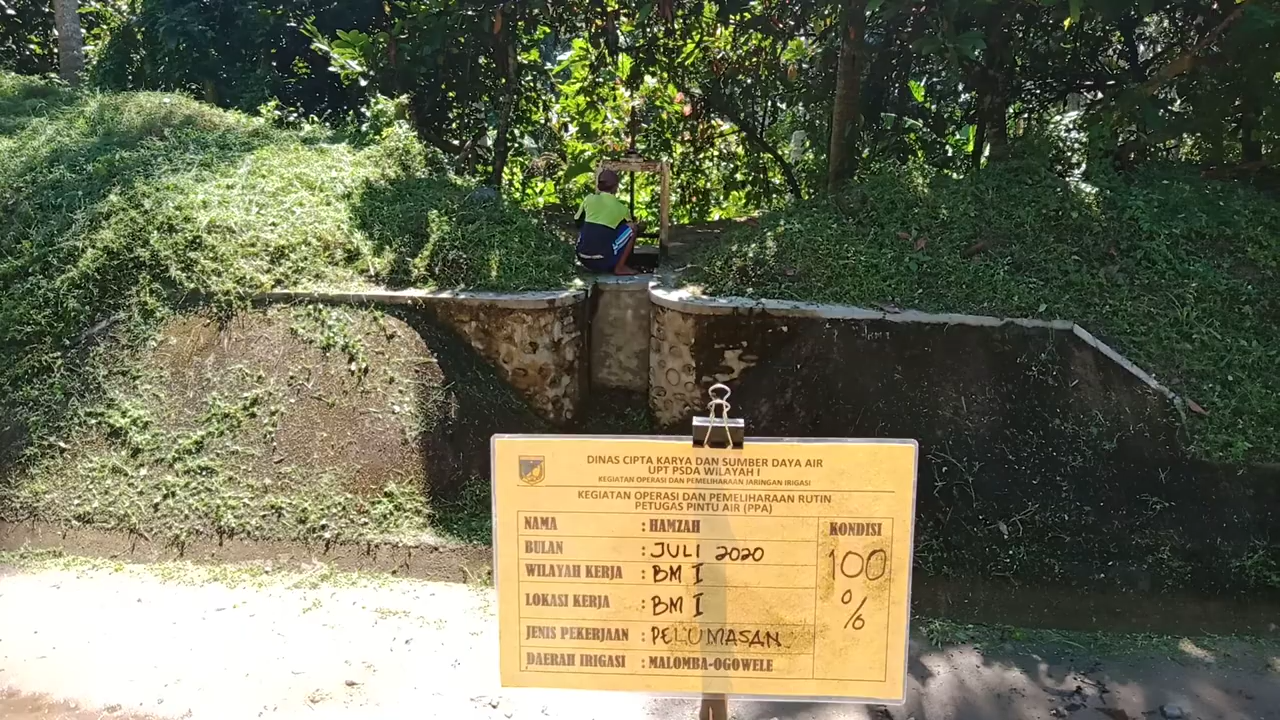 DINAS CIPTA KARYA DAN SUMBER DAYA AIR
UPT PSDA WILAYAH I
KEGIATAN OPERASI DAN PEMELIHARAAN JARINGAN IRIGASI
KEGIATAN OPERASI DAN PEMELIHARAAN RUTIN
PETUGAS PINTU AIR (PPA)
NAMA : HAMZAH
BULAN : JULI 2020
WILAYAH KERJA : BM I
LOKASI KERJA : BM I
JENIS PEKERJAAN : PELUMASAN
DAERAH IRIGASI : MALOMBA-OGOWELE
KONDISI
100
%